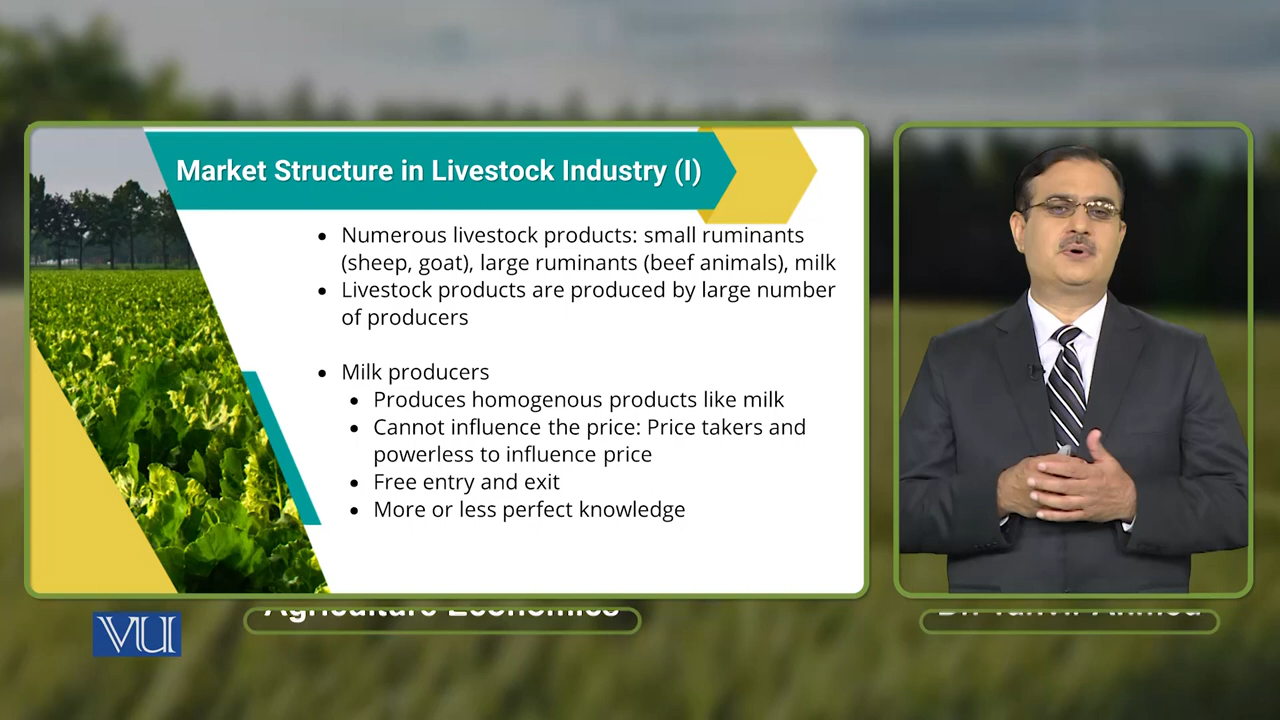 Market Structure in Livestock Industry (I)
• Numerous livestock products: small ruminants
(sheep, goat), large ruminants (beef animals), milk
• Livestock products are produced by large number
of producers
• Milk producers
• Produces homogenous products like milk
• Cannot influence the price: Price takers and
powerless to influence price
• Free entry and exit
• More or less perfect knowledge
VU
Agriculture Economics